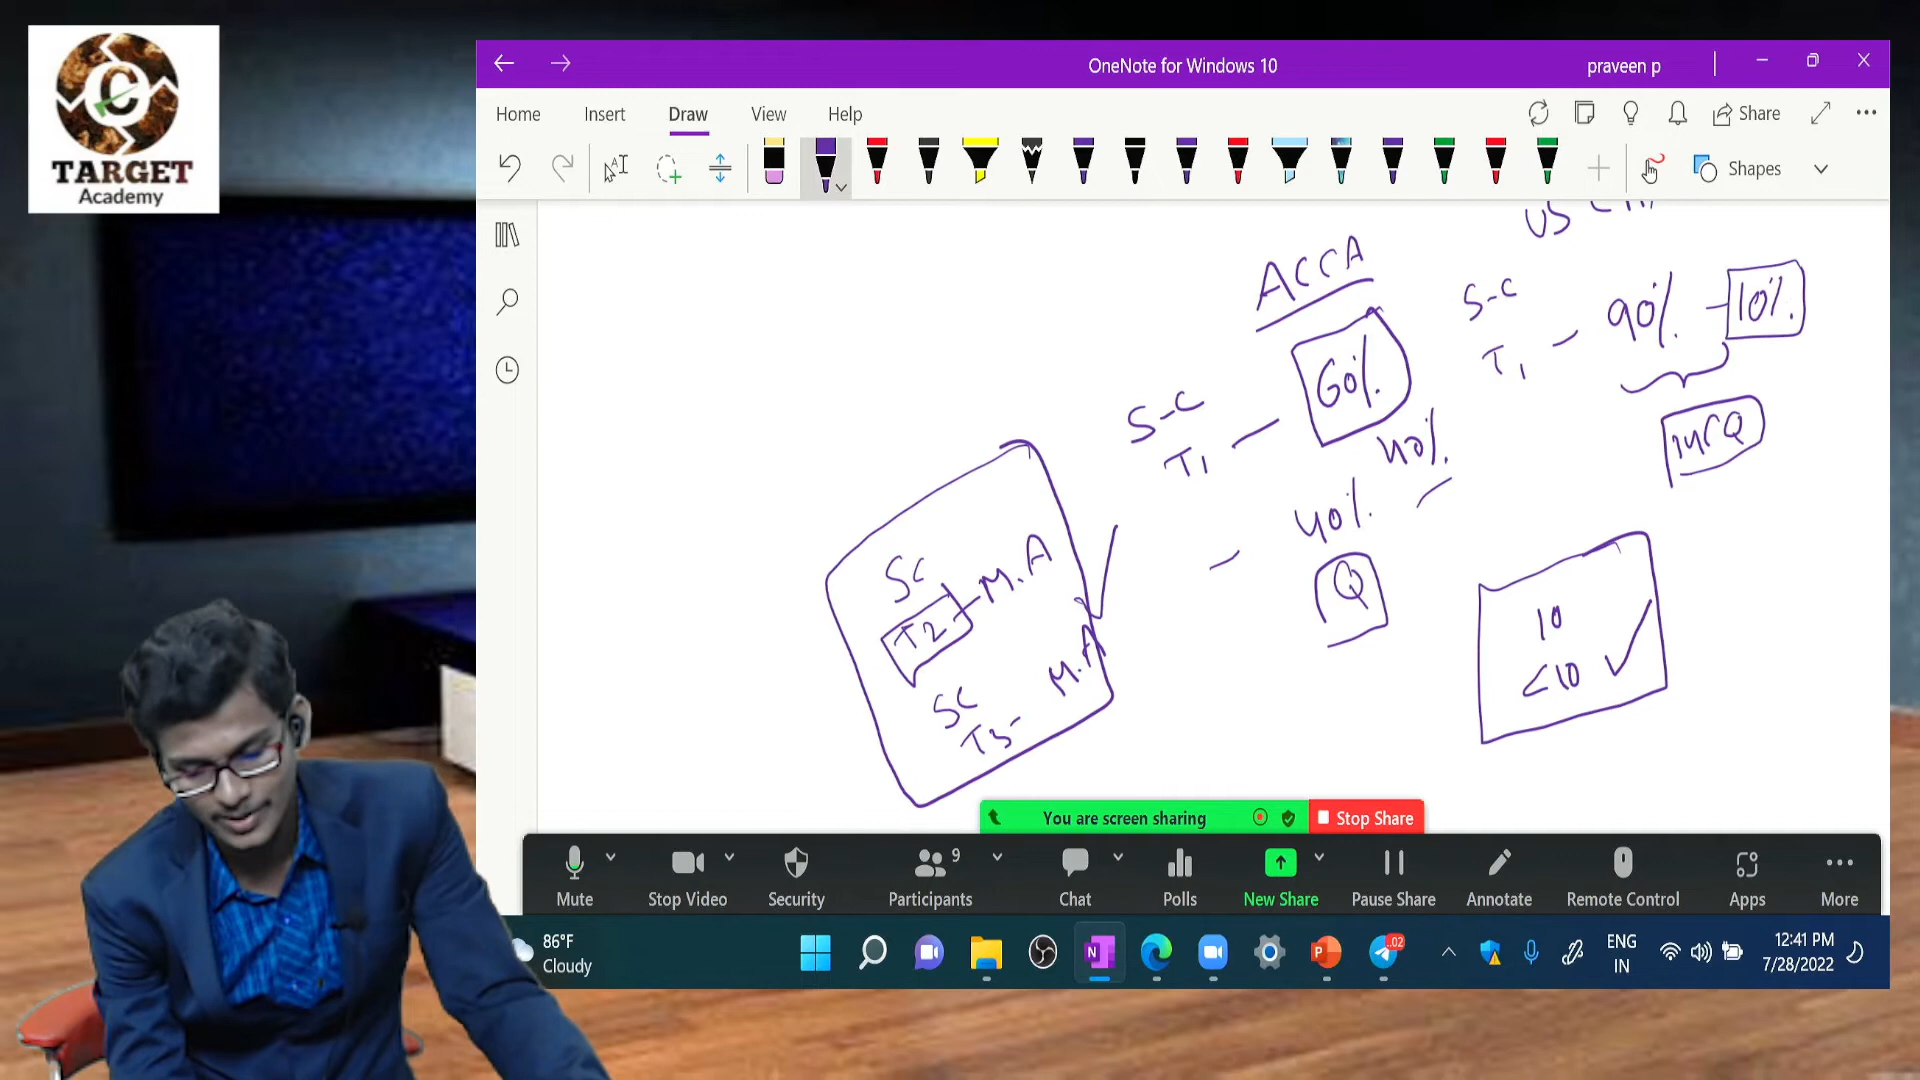 TARGET
Academy
OneNote for Windows 10
praveen p
Home
Insert
Draw
View
Help
Share
Shapes
US CMA
ACCA
S-C
T1 - 90% - 10%
60%
S-C
T1 -
40%
MCQ
- 40%
Q
SC
T2 - M.A
SC
T3 - M.A
10
<10
You are screen sharing
Stop Share
Mute
Stop Video
Security
9
Participants
Chat
Polls
New Share
Pause Share
Annotate
Remote Control
Apps
More
86°F
Cloudy
..02
ENG
IN
12:41 PM
7/28/2022